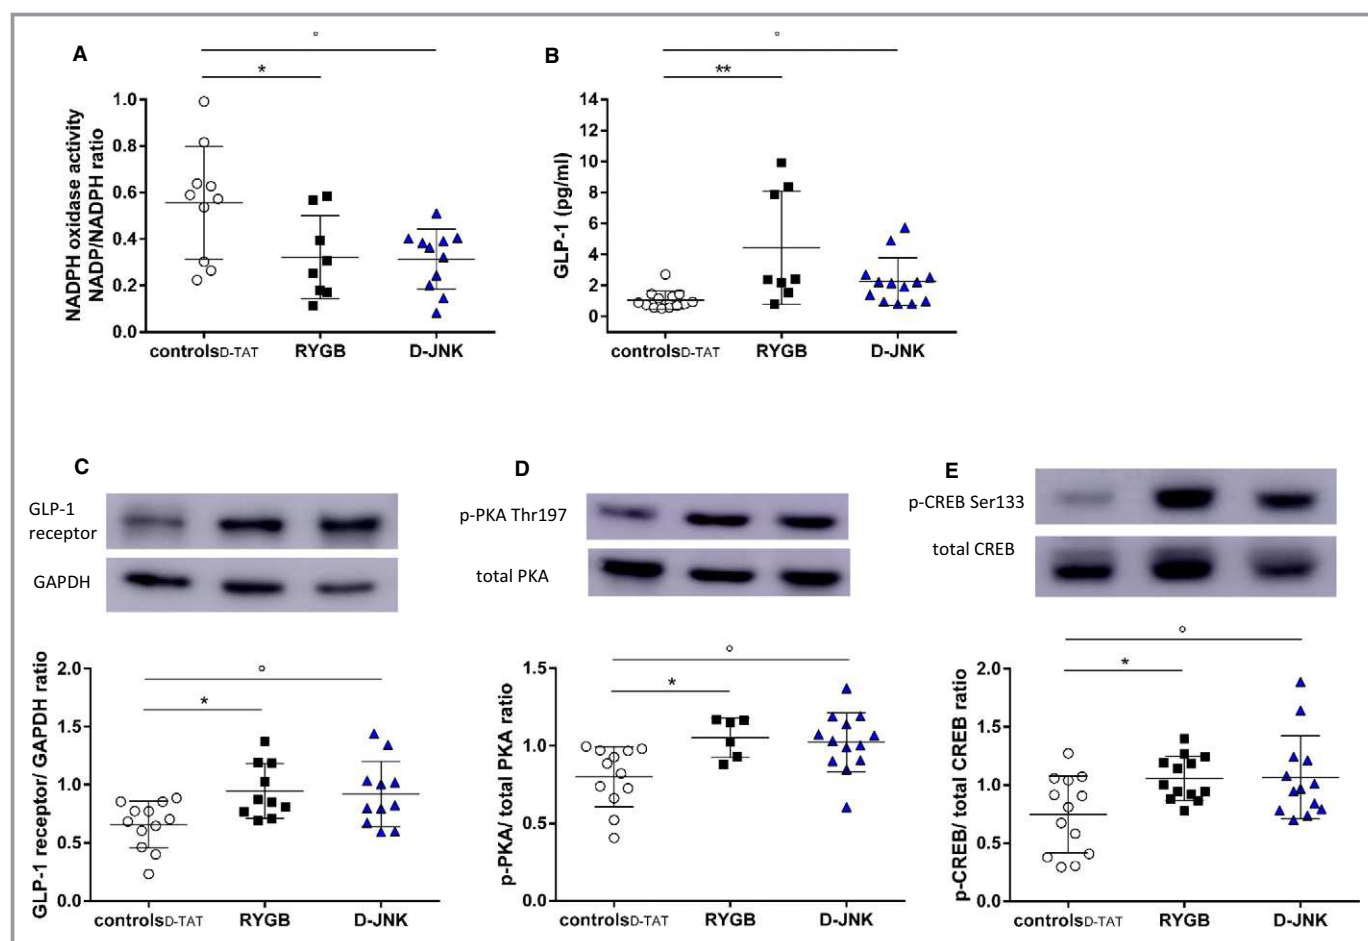 A
°
*
NADPH oxidase activity
NADP/NADPH ratio
1.0
0.8
0.6
0.4
0.2
0.0
controlsD-TAT RYGB D-JNK
B
°
**
GLP-1 (pg/ml)
14
12
10
8
6
4
2
0
controlsD-TAT RYGB D-JNK
C
GLP-1
receptor
GAPDH
°
*
GLP-1 receptor/ GAPDH ratio
2.0
1.5
1.0
0.5
0.0
controlsD-TAT RYGB D-JNK
D
p-PKA Thr197
total PKA
°
*
p-PKA/ total PKA ratio
1.5
1.0
0.5
0.0
controlsD-TAT RYGB D-JNK
E
p-CREB Ser133
total CREB
°
*
p-CREB/ total CREB ratio
2.0
1.5
1.0
0.5
0.0
controlsD-TAT RYGB D-JNK